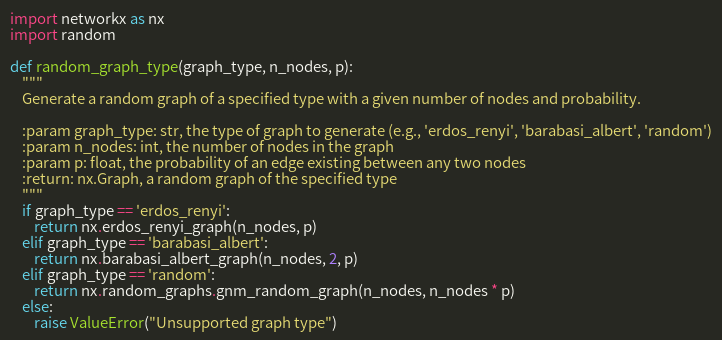 import networkx as nx
import random
def random_graph_type(graph_type, n_nodes, p):
"""
Generate a random graph of a specified type with a given number of nodes and probability.
:param graph_type: str, the type of graph to generate (e.g., 'erdos_renyi', 'barabasi_albert', 'random')
:param n_nodes: int, the number of nodes in the graph
:param p: float, the probability of an edge existing between any two nodes
:return: nx.Graph, a random graph of the specified type
"""
if graph_type == 'erdos_renyi':
return nx.erdos_renyi_graph(n_nodes, p)
elif graph_type == 'barabasi_albert':
return nx.barabasi_albert_graph(n_nodes, 2, p)
elif graph_type == 'random':
return nx.random_graphs.gnm_random_graph(n_nodes, n_nodes * p)
else:
raise ValueError("Unsupported graph type")